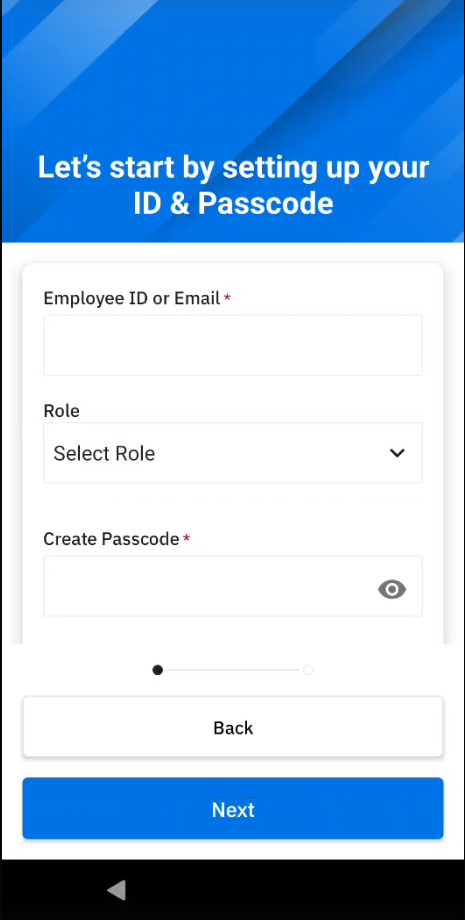 Let’s start by setting up your
ID & Passcode
Employee ID or Email *
Role
Select Role
Create Passcode *
Back
Next